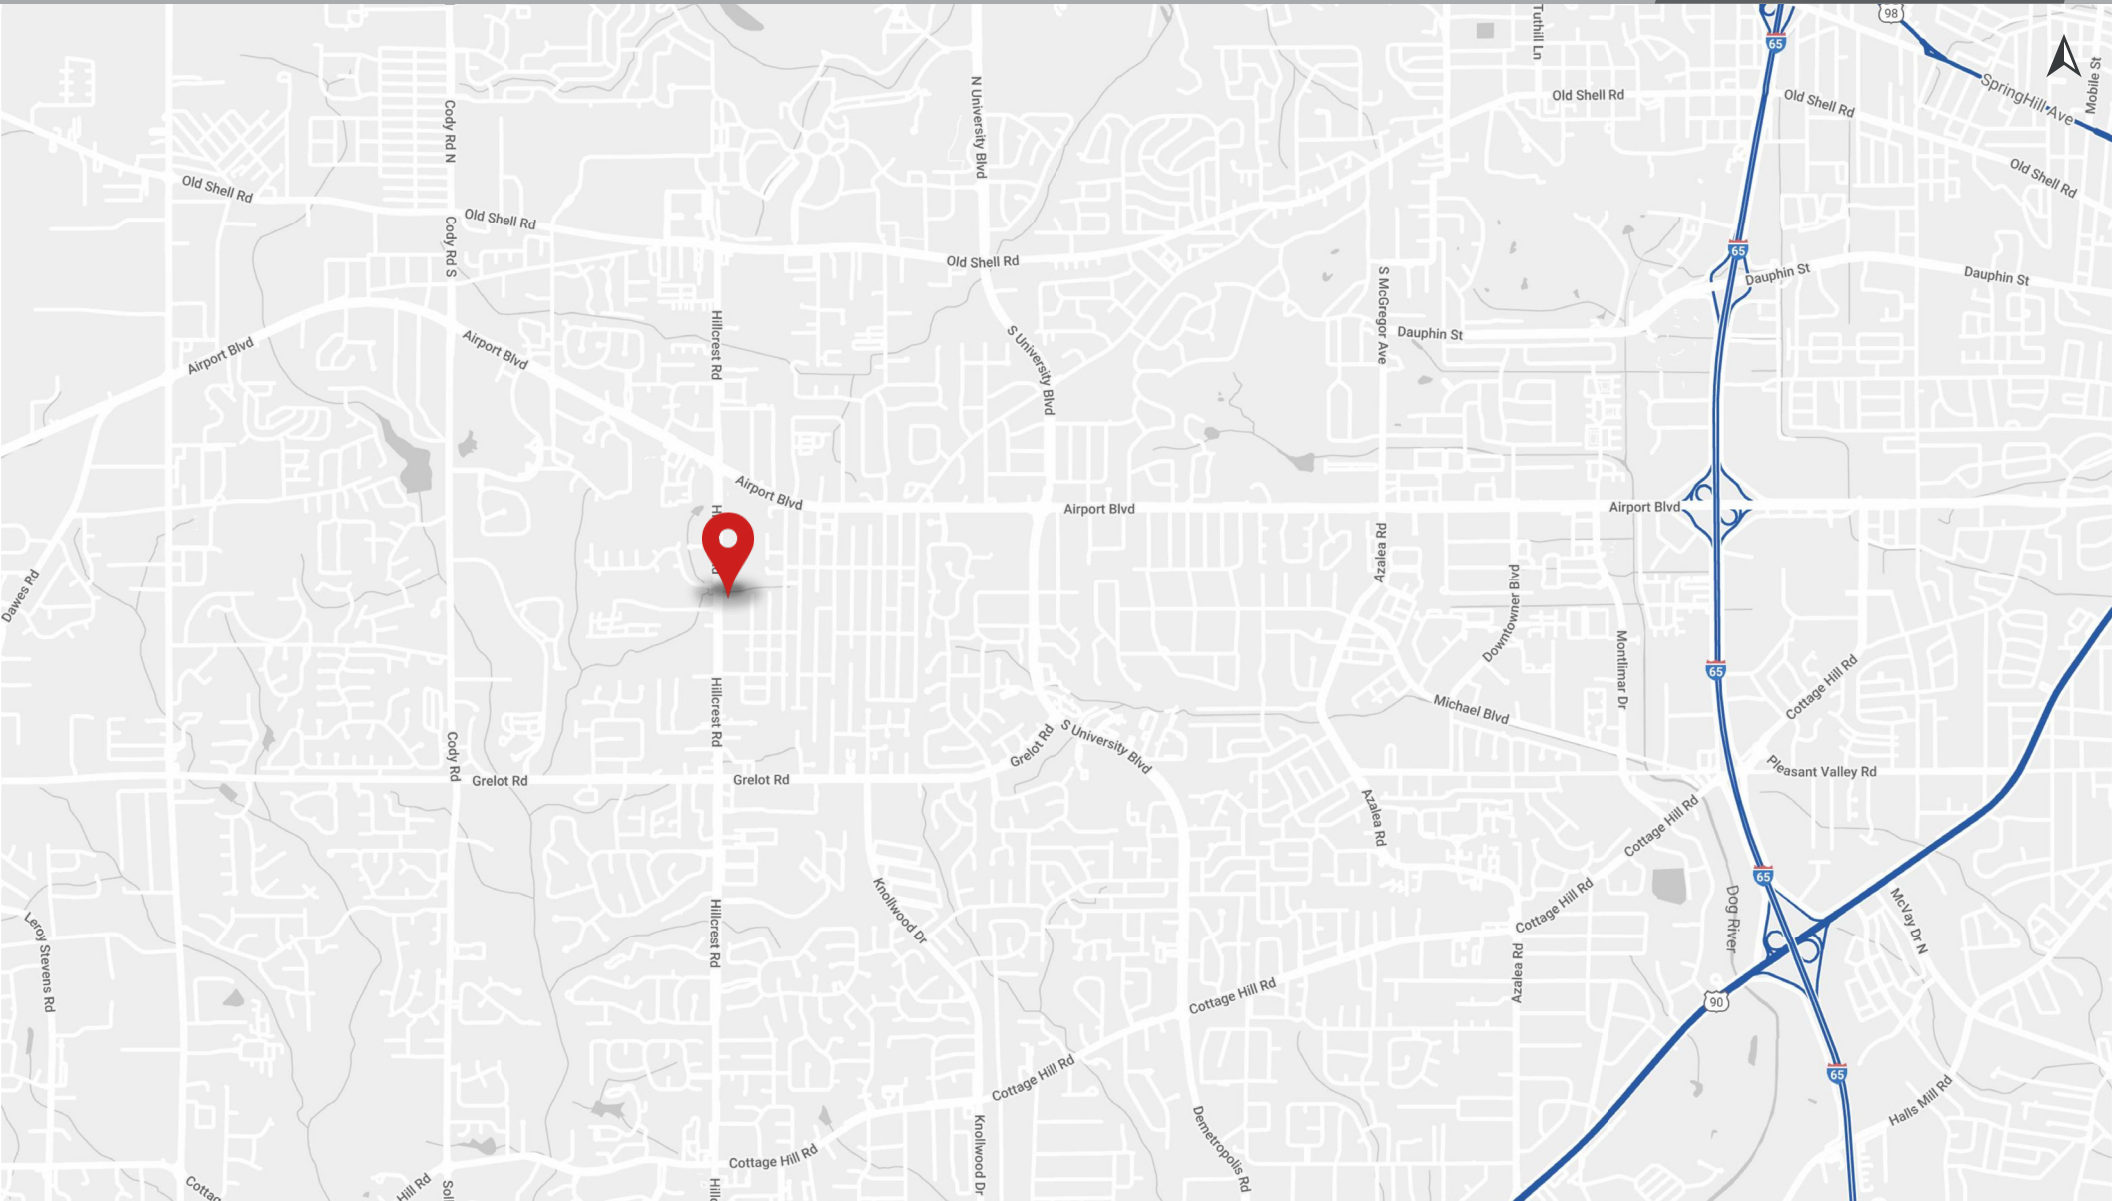 98
65
Tuthill Ln
Mobile St
SpringHill Ave
Old Shell Rd
Old Shell Rd
Old Shell Rd
Cody Rd N
N University Blvd
Old Shell Rd
Old Shell Rd
Cody Rd S
Old Shell Rd
65
Dauphin St
Dauphin St
S McGregor Ave
Dauphin St
Hillcrest Rd
S University Blvd
Airport Blvd
Airport Blvd
Airport Blvd
Airport Blvd
Airport Blvd
Azalea Rd
Downtowner Blvd
Dawes Rd
Montlimar Dr
65
Cottage Hill Rd
Hillcrest Rd
Michael Blvd
Cody Rd
Grelot Rd
S University Blvd
Grelot Rd
Grelot Rd
Pleasant Valley Rd
Azalea Rd
Cottage Hill Rd
65
Knollwood Dr
Cottage Hill Rd
Dog River
McVay Dr N
Leroy Stevens Rd
Hillcrest Rd
Azalea Rd
Cottage Hill Rd
90
Cottage Hill Rd
65
Halls Mill Rd
Knollwood Dr
Demetropolis Rd
Cottage Hill Rd
Hill Rd